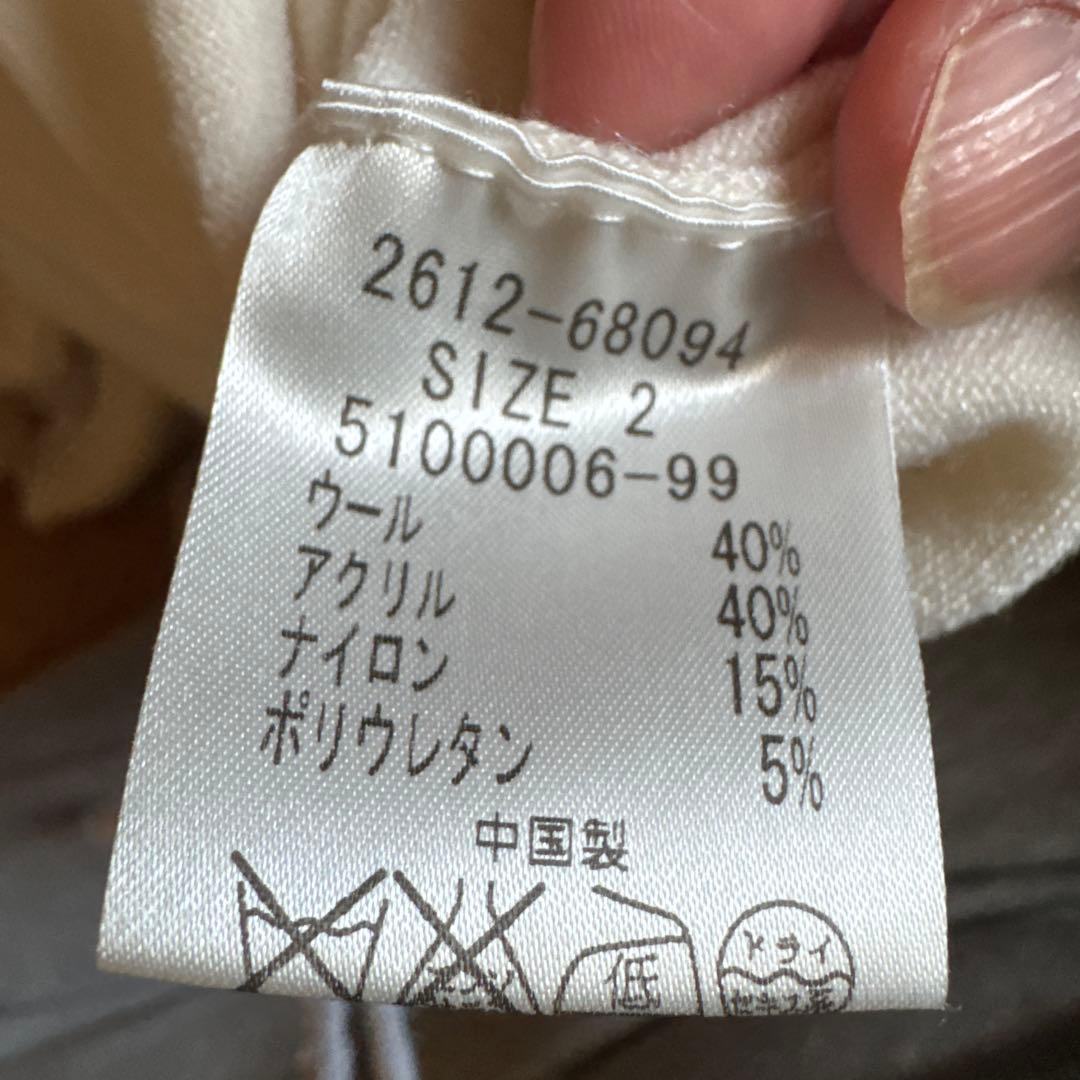 2612-68094
SIZE 2
5100006-99
ウール 40%
アクリル 40%
ナイロン 15%
ポリウレタン 5%
中国製
低
ドライ